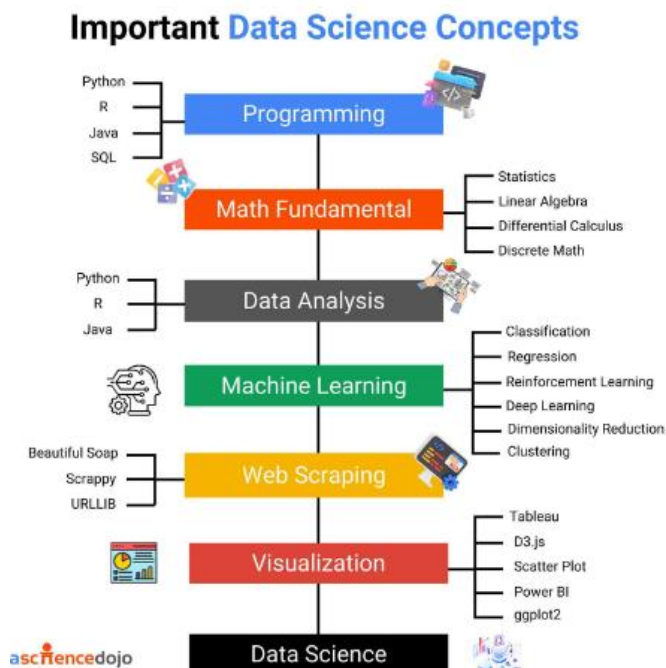 Important Data Science Concepts
Python
R
Java
SQL
Programming
Math Fundamental
Statistics
Linear Algebra
Differential Calculus
Discrete Math
Python
R
Java
Data Analysis
Machine Learning
Classification
Regression
Reinforcement Learning
Deep Learning
Dimensionality Reduction
Clustering
Beautiful Soap
Scrappy
URLLIB
Web Scraping
Visualization
Tableau
D3.js
Scatter Plot
Power BI
ggplot2
Data Science